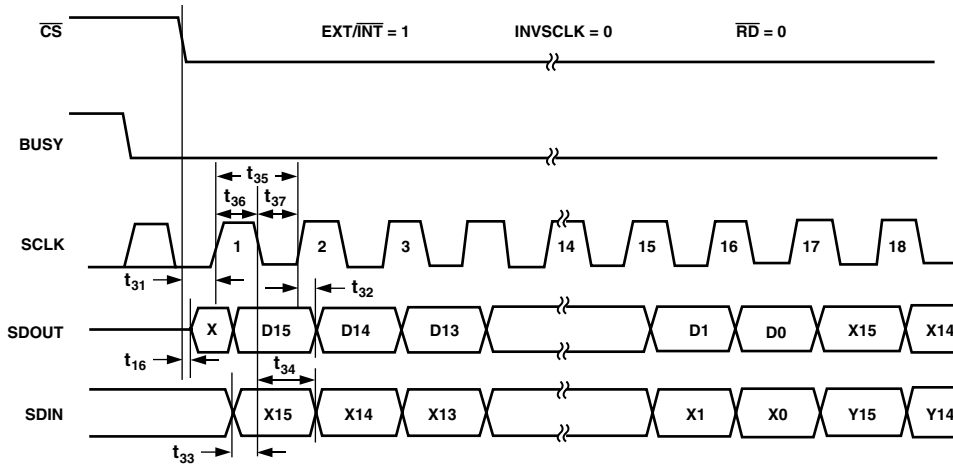 CS EXT/INT = 1 INVSCLK = 0 RD = 0
BUSY
t35
t36 t37
SCLK 1 2 3 14 15 16 17 18
t31 t32
SDOUT X D15 D14 D13 D1 D0 X15 X14
t16 t34
SDIN X15 X14 X13 X1 X0 Y15 Y14
t33